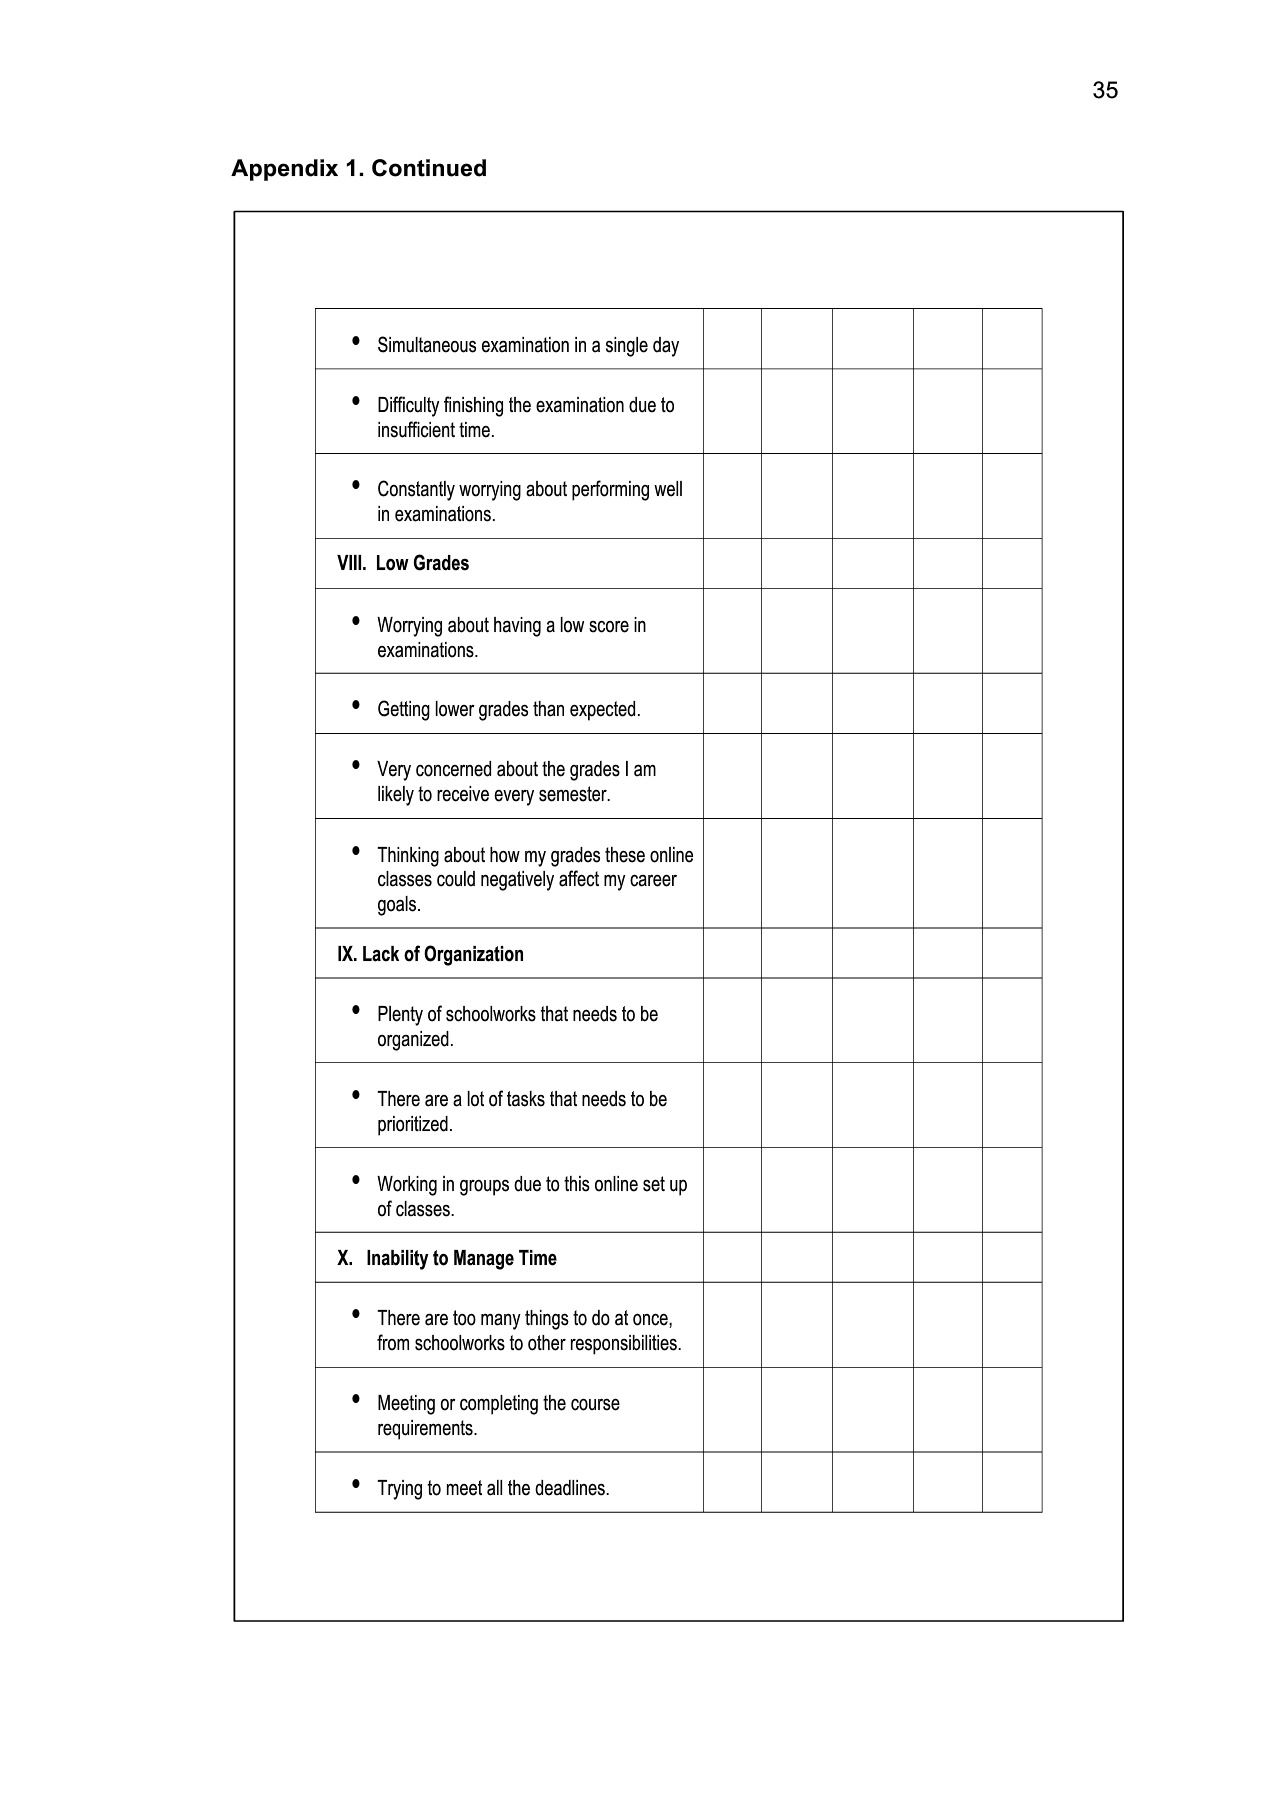 35
Appendix 1. Continued
• Simultaneous examination in a single day
• Difficulty finishing the examination due to
insufficient time.
• Constantly worrying about performing well
in examinations.
VIII. Low Grades
• Worrying about having a low score in
examinations.
• Getting lower grades than expected.
• Very concerned about the grades I am
likely to receive every semester.
• Thinking about how my grades these online
classes could negatively affect my career
goals.
IX. Lack of Organization
• Plenty of schoolworks that needs to be
organized.
• There are a lot of tasks that needs to be
prioritized.
• Working in groups due to this online set up
of classes.
X. Inability to Manage Time
• There are too many things to do at once,
from schoolworks to other responsibilities.
• Meeting or completing the course
requirements.
• Trying to meet all the deadlines.